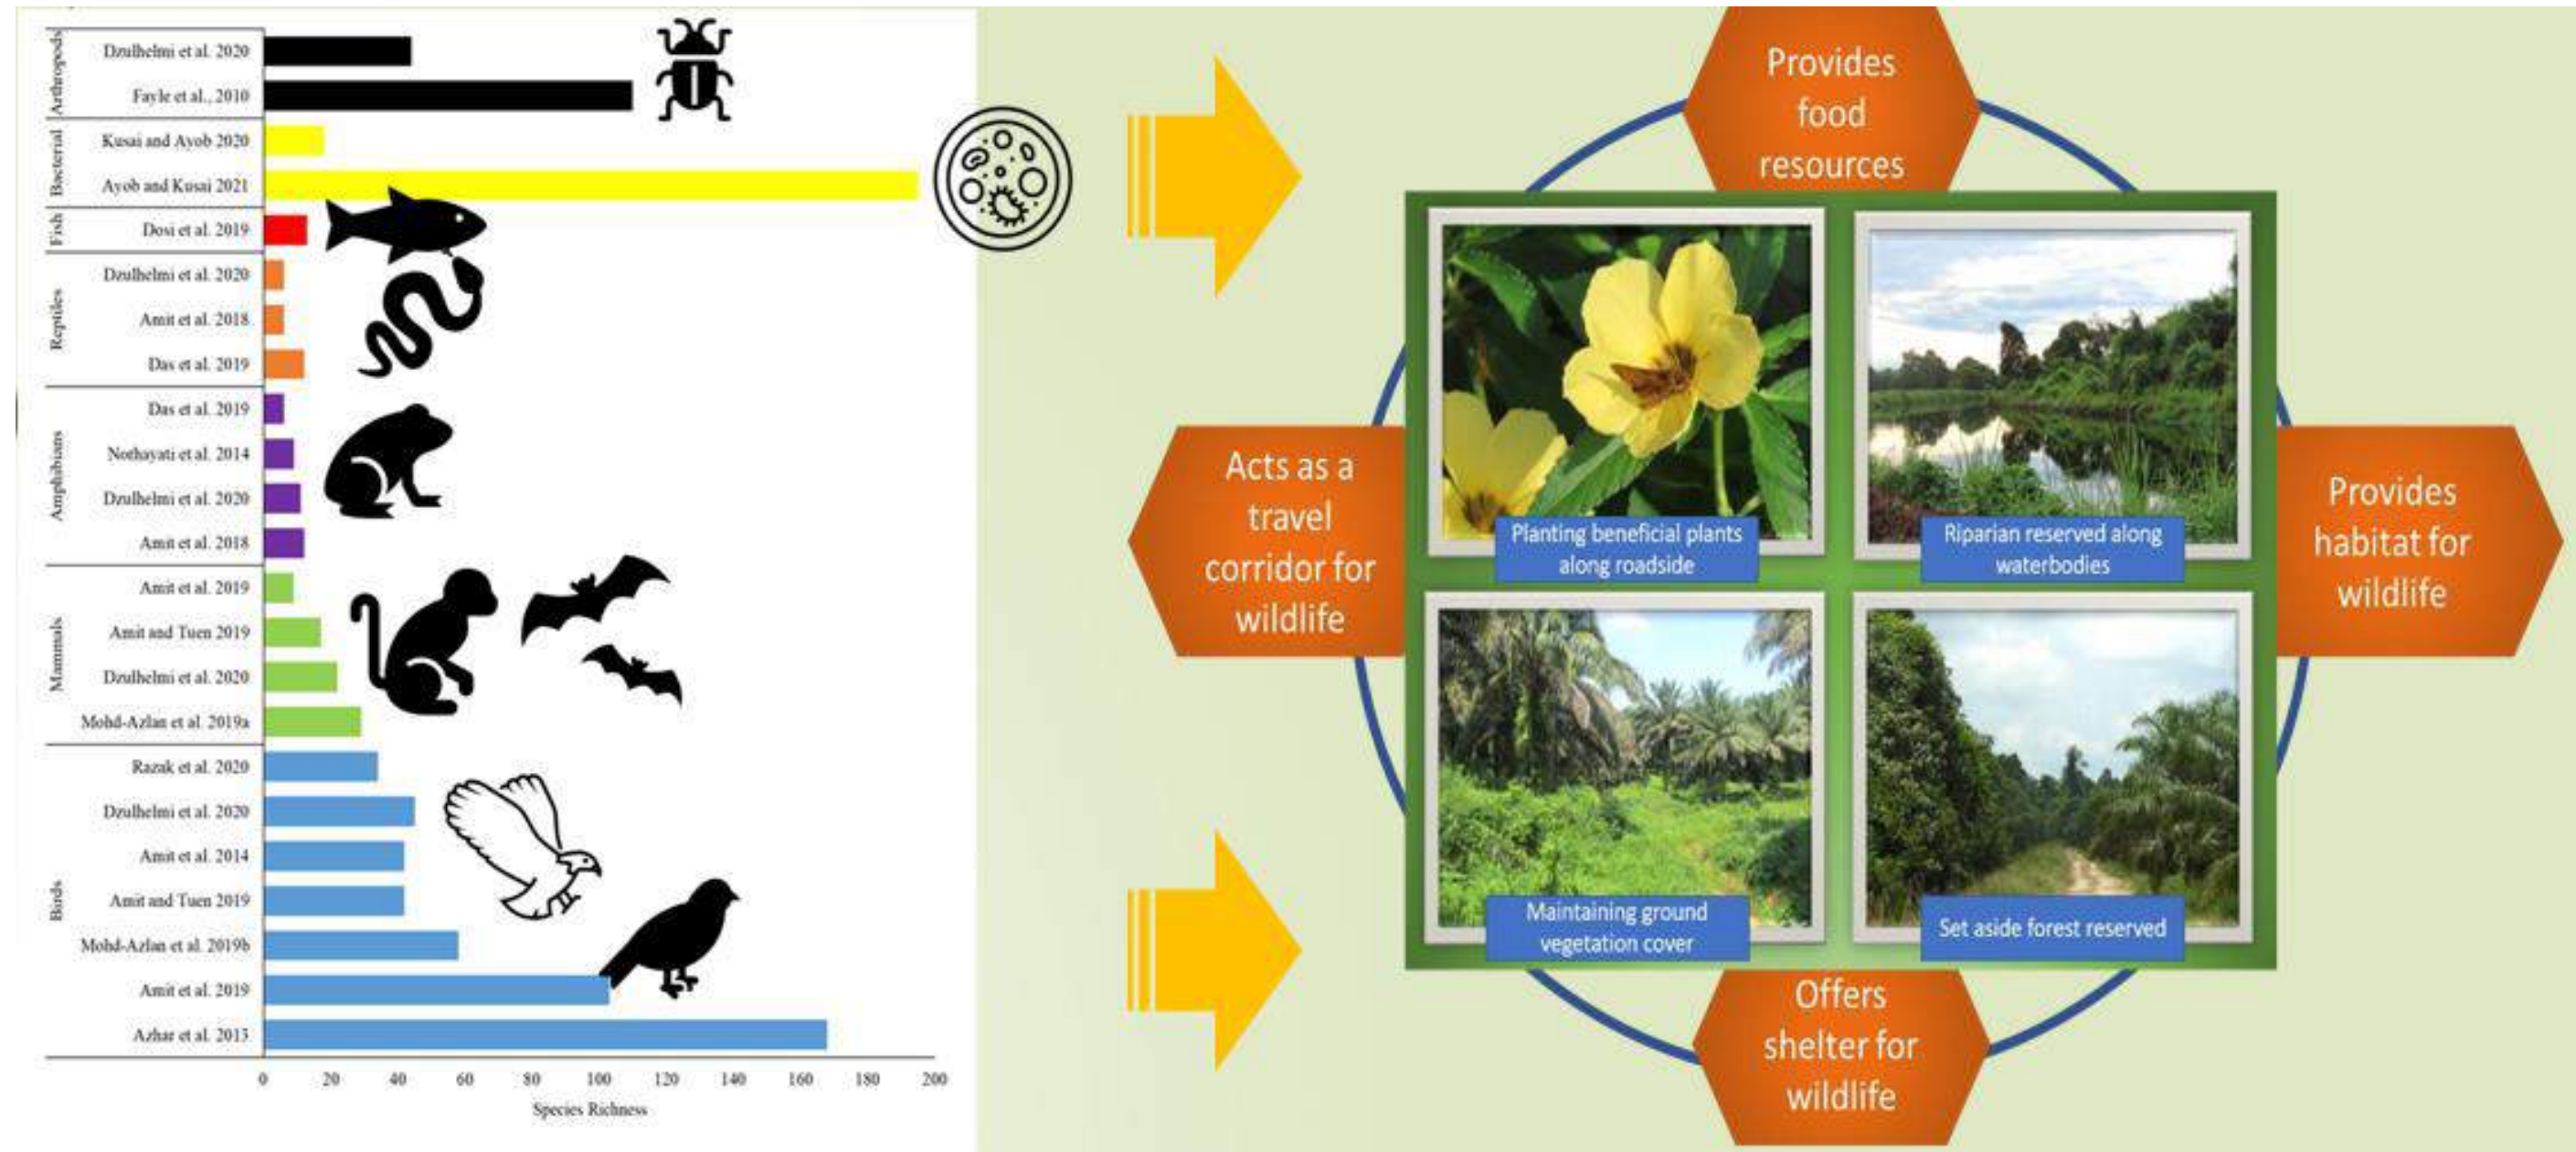 Arthropods
Dzulhelmi et al. 2020
Fayle et al., 2010
Bacterial
Kusai and Ayob 2020
Ayob and Kusai 2021
Fish
Dosi et al. 2019
Reptiles
Dzulhelmi et al. 2020
Amit et al. 2018
Das et al. 2019
Amphibians
Das et al. 2019
Norhayati et al. 2014
Dzulhelmi et al. 2020
Amit et al. 2018
Mammals
Amit et al. 2019
Amit and Tuen 2019
Dzulhelmi et al. 2020
Mohd-Azlan et al. 2019a
Birds
Razak et al. 2020
Dzulhelmi et al. 2020
Amit et al. 2014
Amit and Tuen 2019
Mohd-Azlan et al. 2019b
Amit et al. 2019
Azhar et al. 2013
0 20 40 60 80 100 120 140 160 180 200
Species Richness
Provides
food
resources
Acts as a
travel
corridor for
wildlife
Planting beneficial plants
along roadside
Riparian reserved along
waterbodies
Provides
habitat for
wildlife
Maintaining ground
vegetation cover
Set aside forest reserved
Offers
shelter for
wildlife